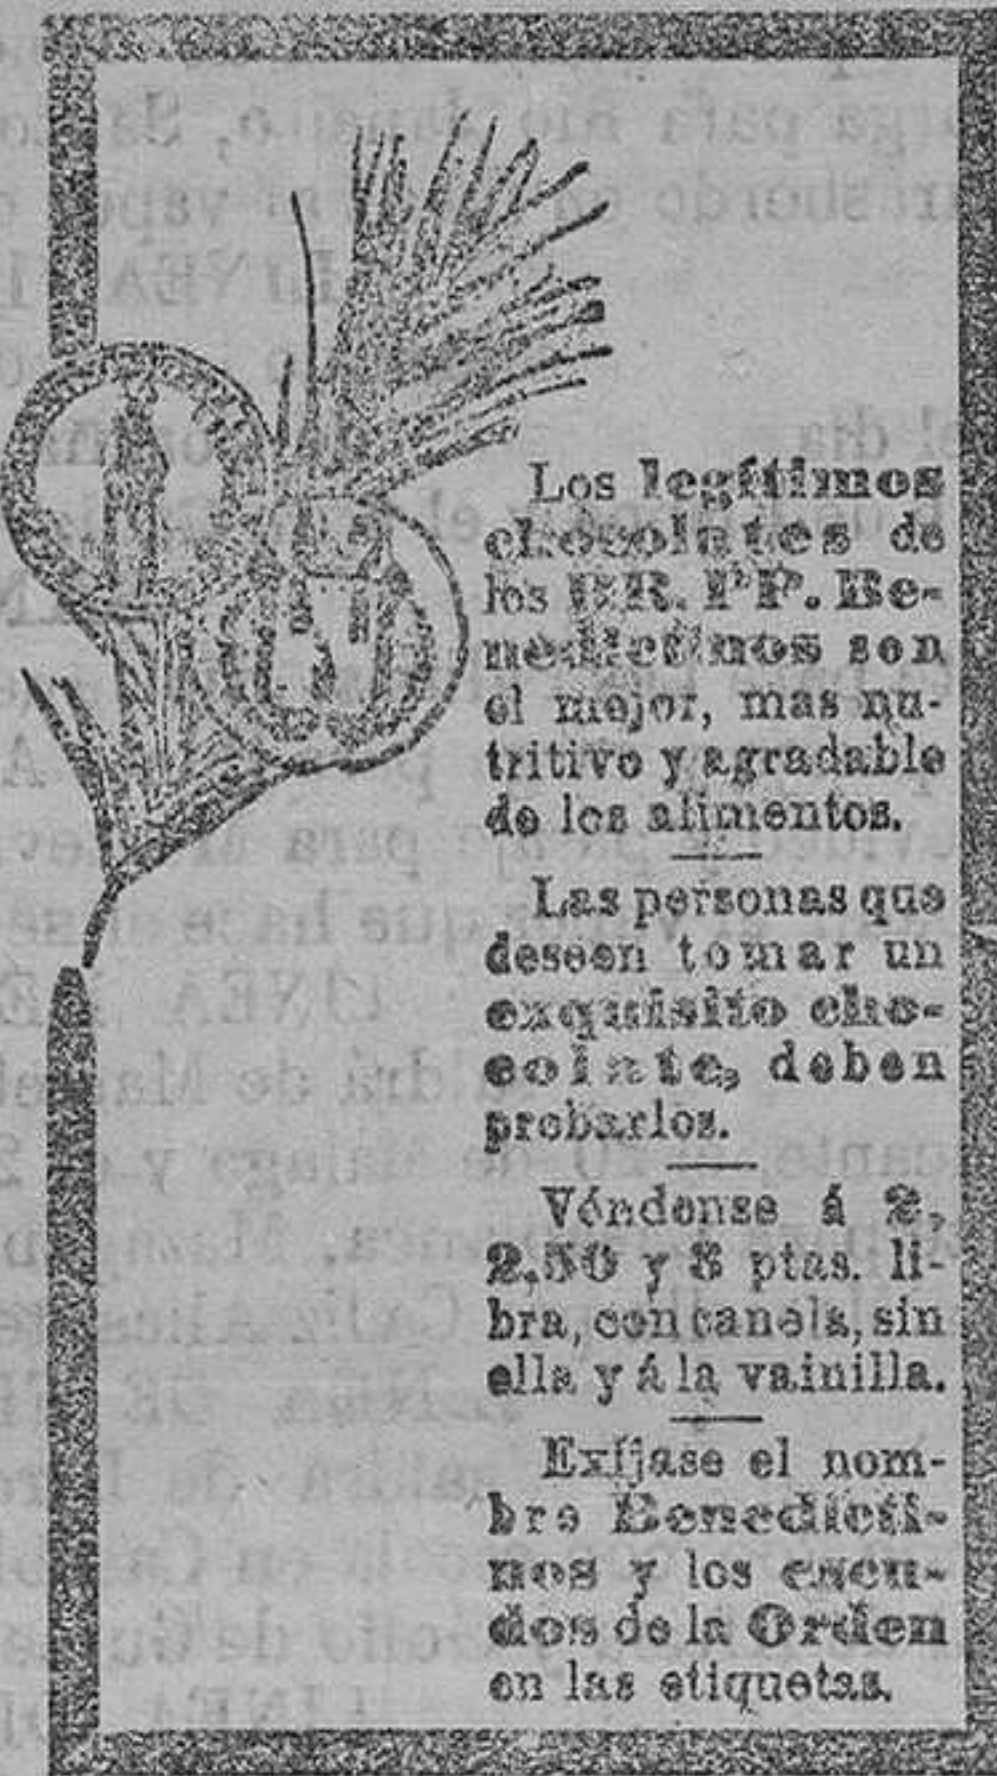 Los legítimos
chocolates de
los RR. PP. Be-
nedictinos son
el mejor, mas nu-
tritivo y agradable
de los alimentos.
Las personas que
deseen tomar un
exquisito cho-
colate, deben
probarlos.
Véndense á 2,
2,50 y 3 ptas. li-
bra, con canela, sin
ella y á la vainilla.
Exíjase el nom-
bre Benedicti-
nos y los escu-
dos de la Orden
en las etiquetas.